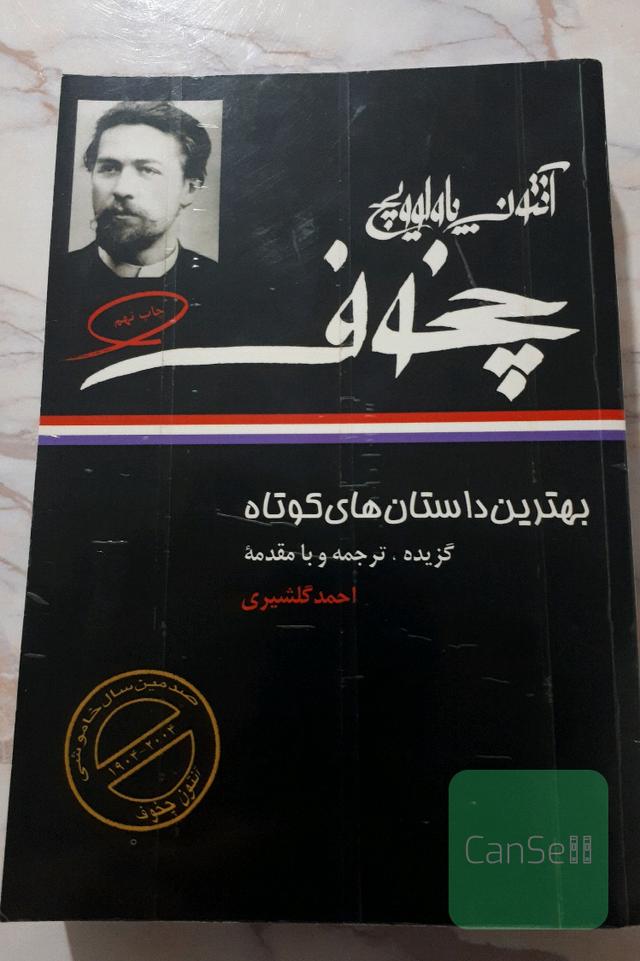 آنتون پاولوویچ
چخوف
چاپ نهم
بهترین داستان‌های کوتاه
گزیده، ترجمه و با مقدمهٔ
احمد گلشیری
صدمین سال خاموشی
۱۹۰۴-۲۰۰۴
آنتون چخوف
CanSell